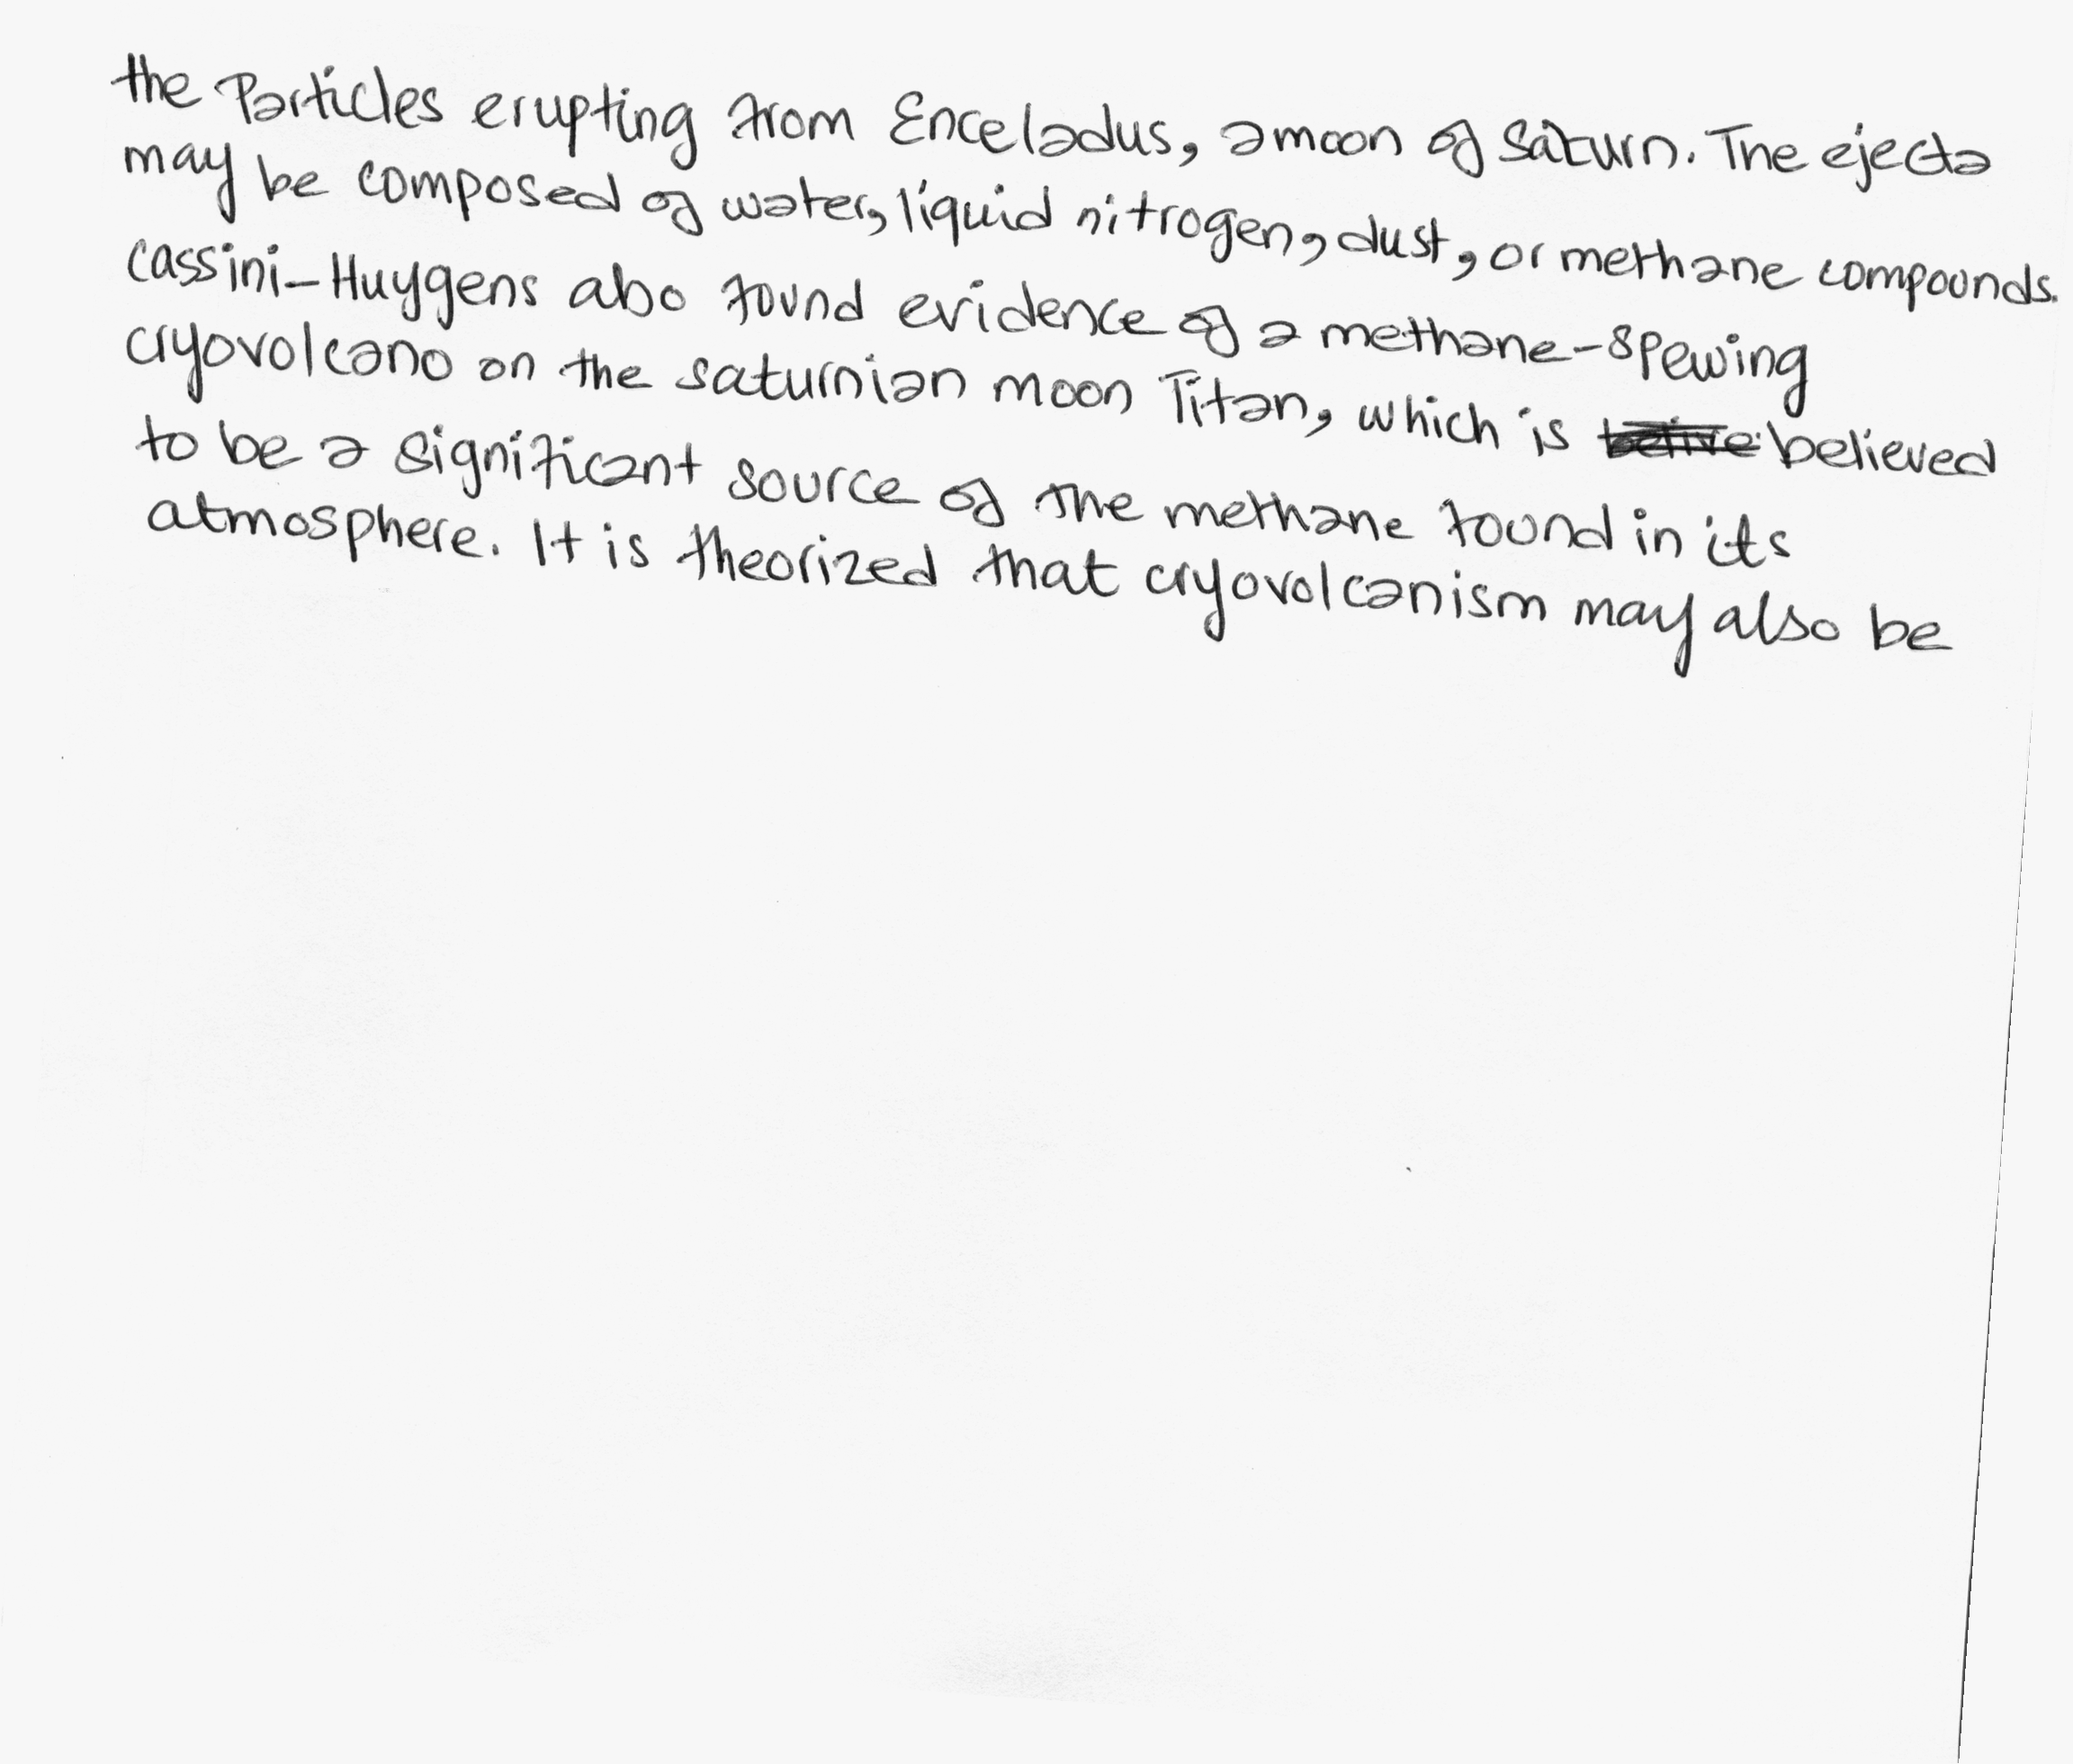 the Particles erupting from Enceladus, a moon of Saturn. The ejecta
may be composed of water, liquid nitrogen, dust, or methane compounds.
Cassini-Huygens also found evidence of a methane-spewing
cryovolcano on the saturnian moon Titan, which is believed
to be a significant source of the methane found in its
atmosphere. It is theorized that cryovolcanism may also be